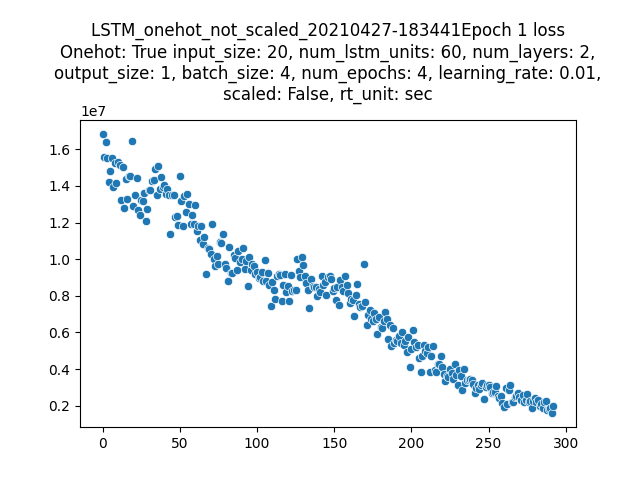 LSTM_onehot_not_scaled_20210427-183441Epoch 1 loss
Onehot: True input_size: 20, num_lstm_units: 60, num_layers: 2,
output_size: 1, batch_size: 4, num_epochs: 4, learning_rate: 0.01,
scaled: False, rt_unit: sec
1e7
1.6
1.4
1.2
1.0
0.8
0.6
0.4
0.2
0 50 100 150 200 250 300